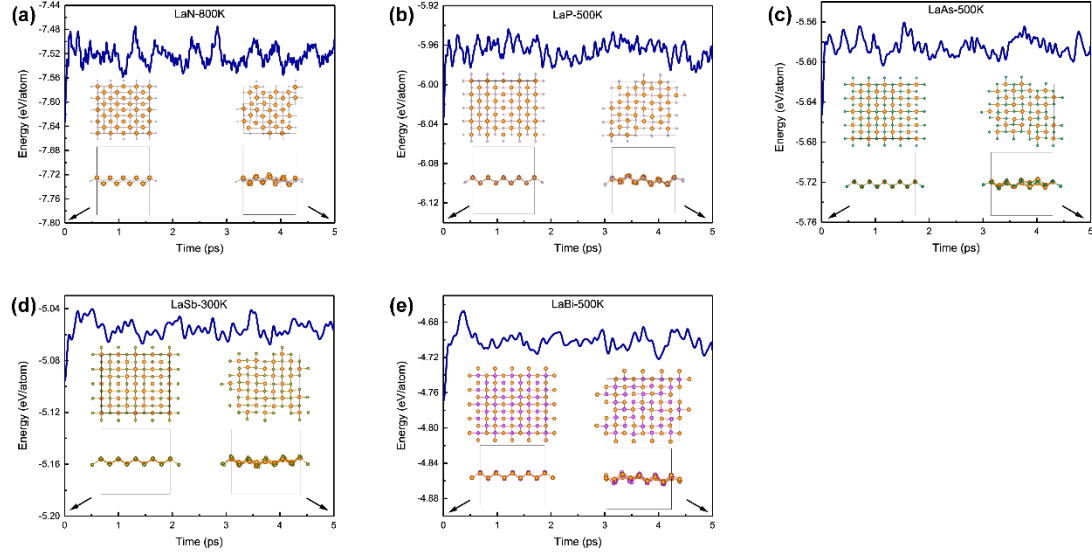 (a)
LaN-800K
Energy (eV/atom)
-7.44
-7.48
-7.52
-7.56
-7.60
-7.64
-7.68
-7.72
-7.76
-7.80
0 1 2 3 4 5
Time (ps)
(b)
LaP-500K
Energy (eV/atom)
-5.92
-5.96
-6.00
-6.04
-6.08
-6.12
0 1 2 3 4 5
Time (ps)
(c)
LaAs-500K
Energy (eV/atom)
-5.56
-5.60
-5.64
-5.68
-5.72
-5.76
0 1 2 3 4 5
Time (ps)
(d)
LaSb-300K
Energy (eV/atom)
-5.04
-5.08
-5.12
-5.16
-5.20
0 1 2 3 4 5
Time (ps)
(e)
LaBi-500K
Energy (eV/atom)
-4.68
-4.72
-4.76
-4.80
-4.84
-4.88
0 1 2 3 4 5
Time (ps)